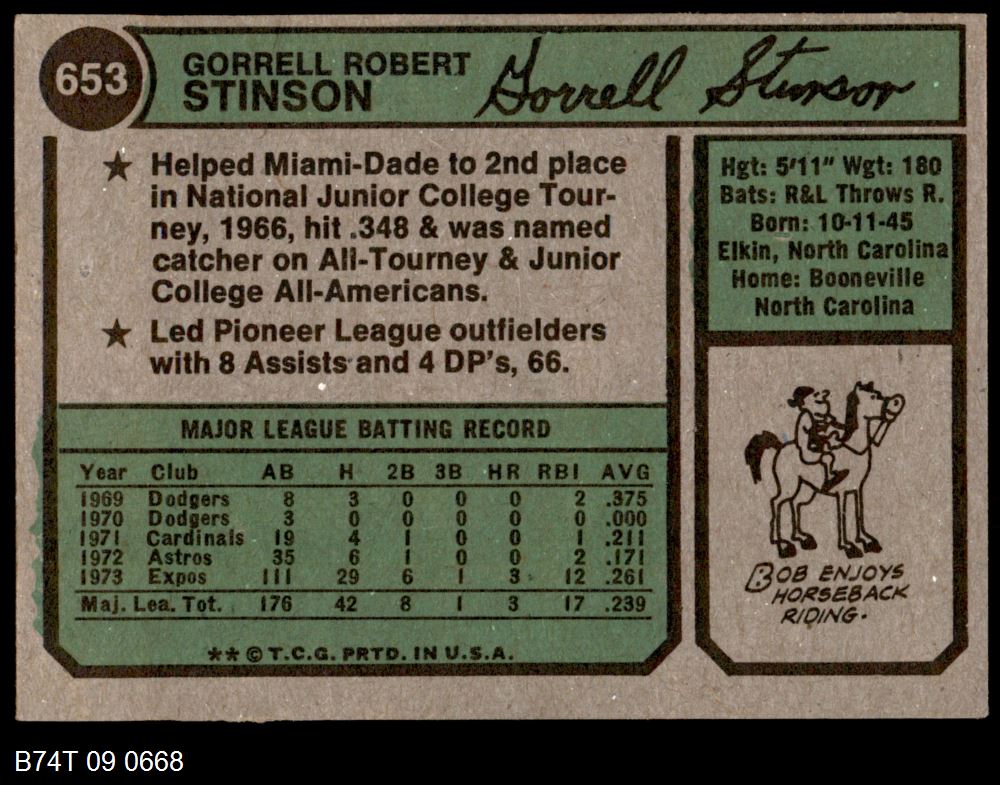 653
GORRELL ROBERT
STINSON
Gorrell Stinson
★ Helped Miami-Dade to 2nd place
in National Junior College Tour-
ney, 1966, hit .348 & was named
catcher on All-Tourney & Junior
College All-Americans.
★ Led Pioneer League outfielders
with 8 Assists and 4 DP's, 66.
MAJOR LEAGUE BATTING RECORD
Year Club AB H 2B 3B HR RBI AVG
1969 Dodgers 8 3 0 0 0 2 .375
1970 Dodgers 3 0 0 0 0 0 .000
1971 Cardinals 19 4 1 0 0 1 .211
1972 Astros 35 6 1 0 0 2 .171
1973 Expos 111 29 6 1 3 12 .261
Maj. Lea. Tot. 176 42 8 1 3 17 .239
** © T.C.G. PRTD. IN U.S.A.
Hgt: 5'11" Wgt: 180
Bats: R&L Throws R.
Born: 10-11-45
Elkin, North Carolina
Home: Booneville
North Carolina
BOB ENJOYS
HORSEBACK
RIDING.
B74T 09 0668